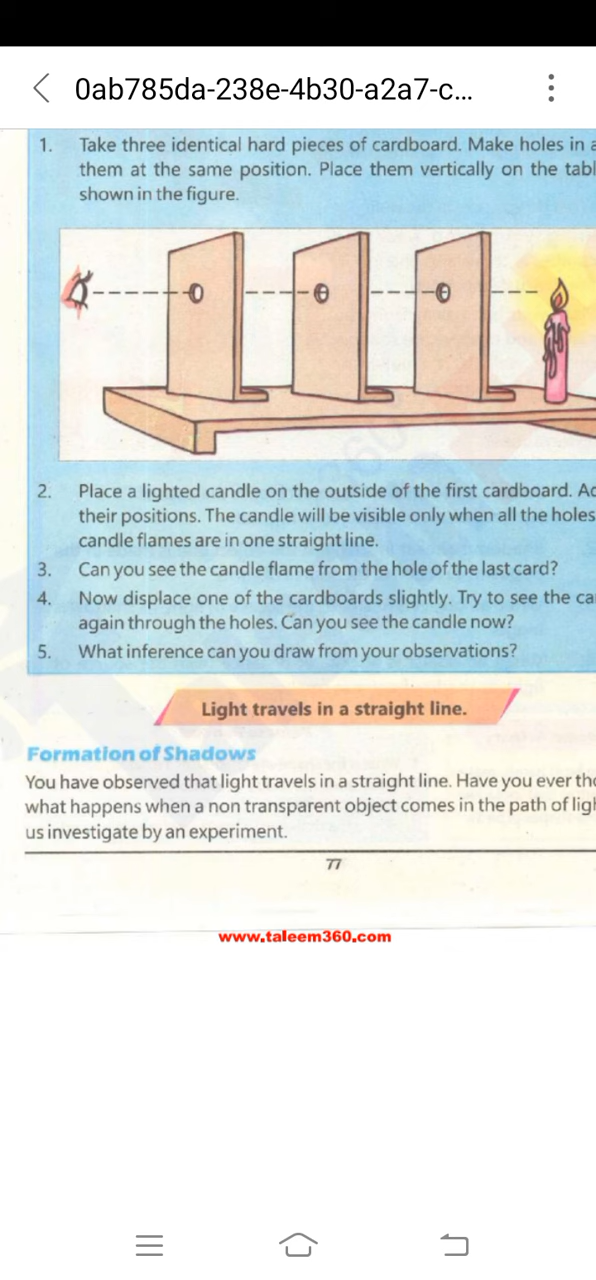 0ab785da-238e-4b30-a2a7-c...
1. Take three identical hard pieces of cardboard. Make holes in
them at the same position. Place them vertically on the
shown in the figure.
2. Place a lighted candle on the outside of the first cardboard.
their positions. The candle will be visible only when all the holes
candle flames are in one straight line.
3. Can you see the candle flame from the hole of the last card?
4. Now displace one of the cardboards slightly. Try to see the
again through the holes. Can you see the candle now?
5. What inference can you draw from your observations?
Light travels in a straight line.
Formation of Shadows
You have observed that light travels in a straight line. Have you ever
what happens when a non transparent object comes in the path of
us investigate by an experiment.
77
www.taleem360.com